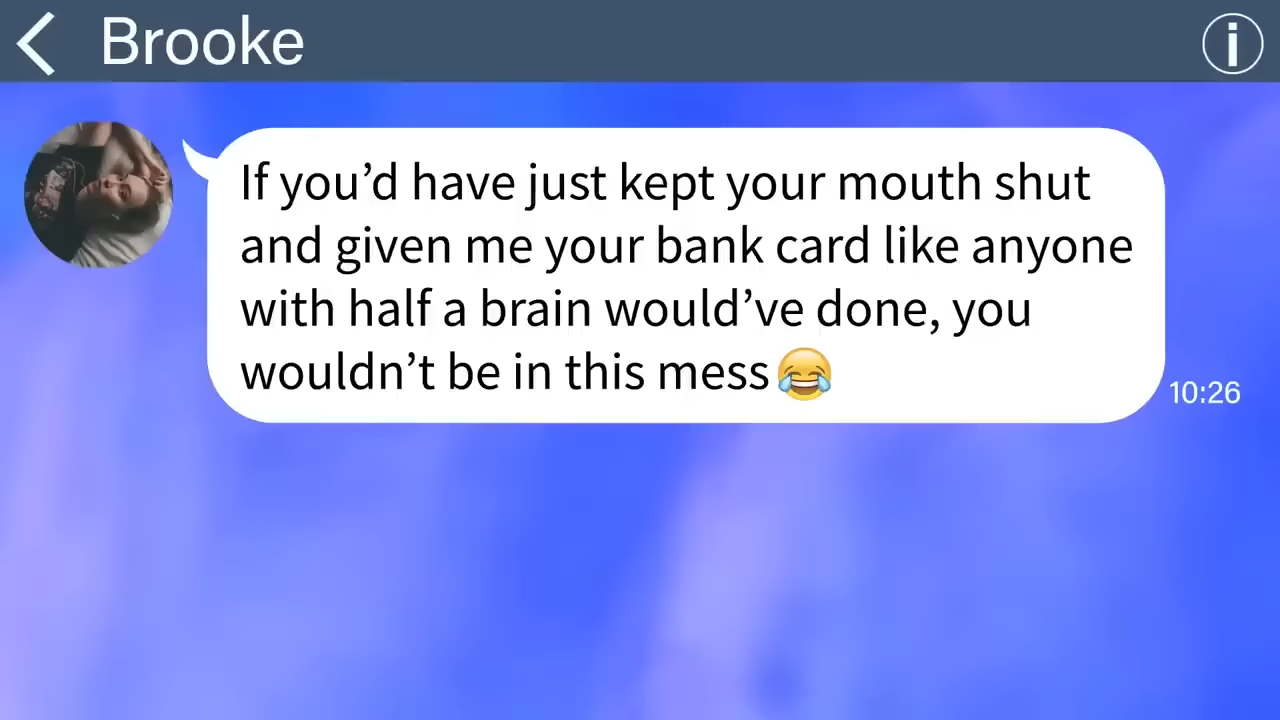 Brooke
If you’d have just kept your mouth shut
and given me your bank card like anyone
with half a brain would’ve done, you
wouldn’t be in this mess😂
10:26